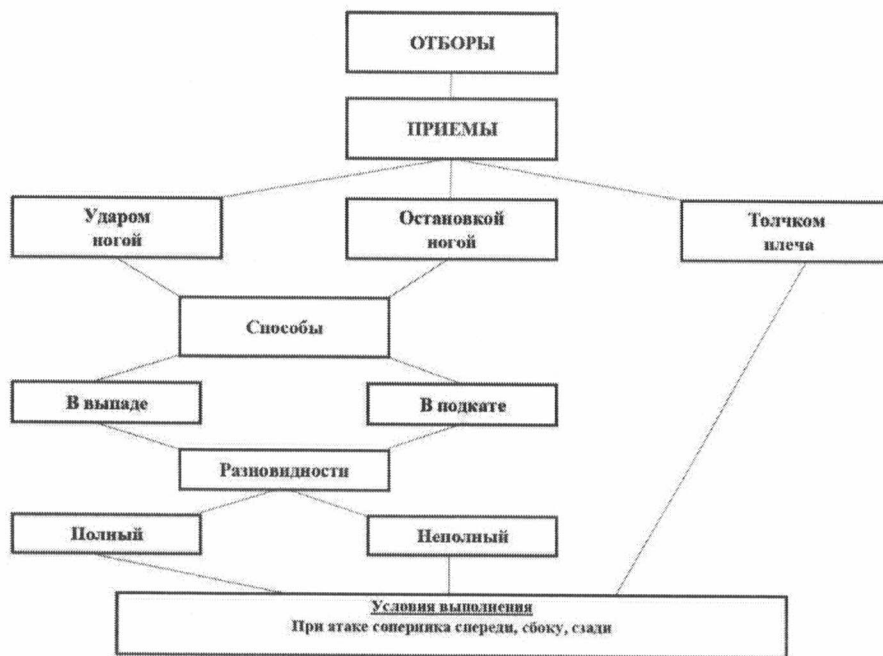 ОТБОРЫ
ПРИЕМЫ
Ударом
ногой
Остановкой
ногой
Толчком
плеча
Способы
В выпаде
В подкате
Разновидности
Полный
Неполный
Условия выполнения
При атаке соперника спереди, сбоку, сзади